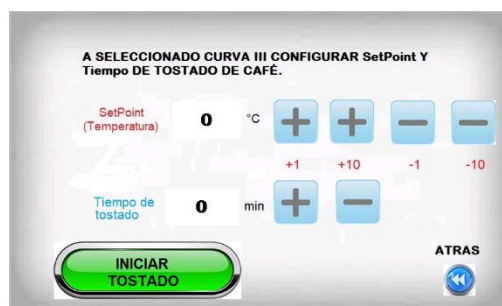 A SELECCIONADO CURVA III CONFIGURAR SetPoint Y
Tiempo DE TOSTADO DE CAFÉ.
SetPoint
(Temperatura)
0 °C
+1 +10 -1 -10
Tiempo de
tostado
0 min
INICIAR
TOSTADO
ATRAS